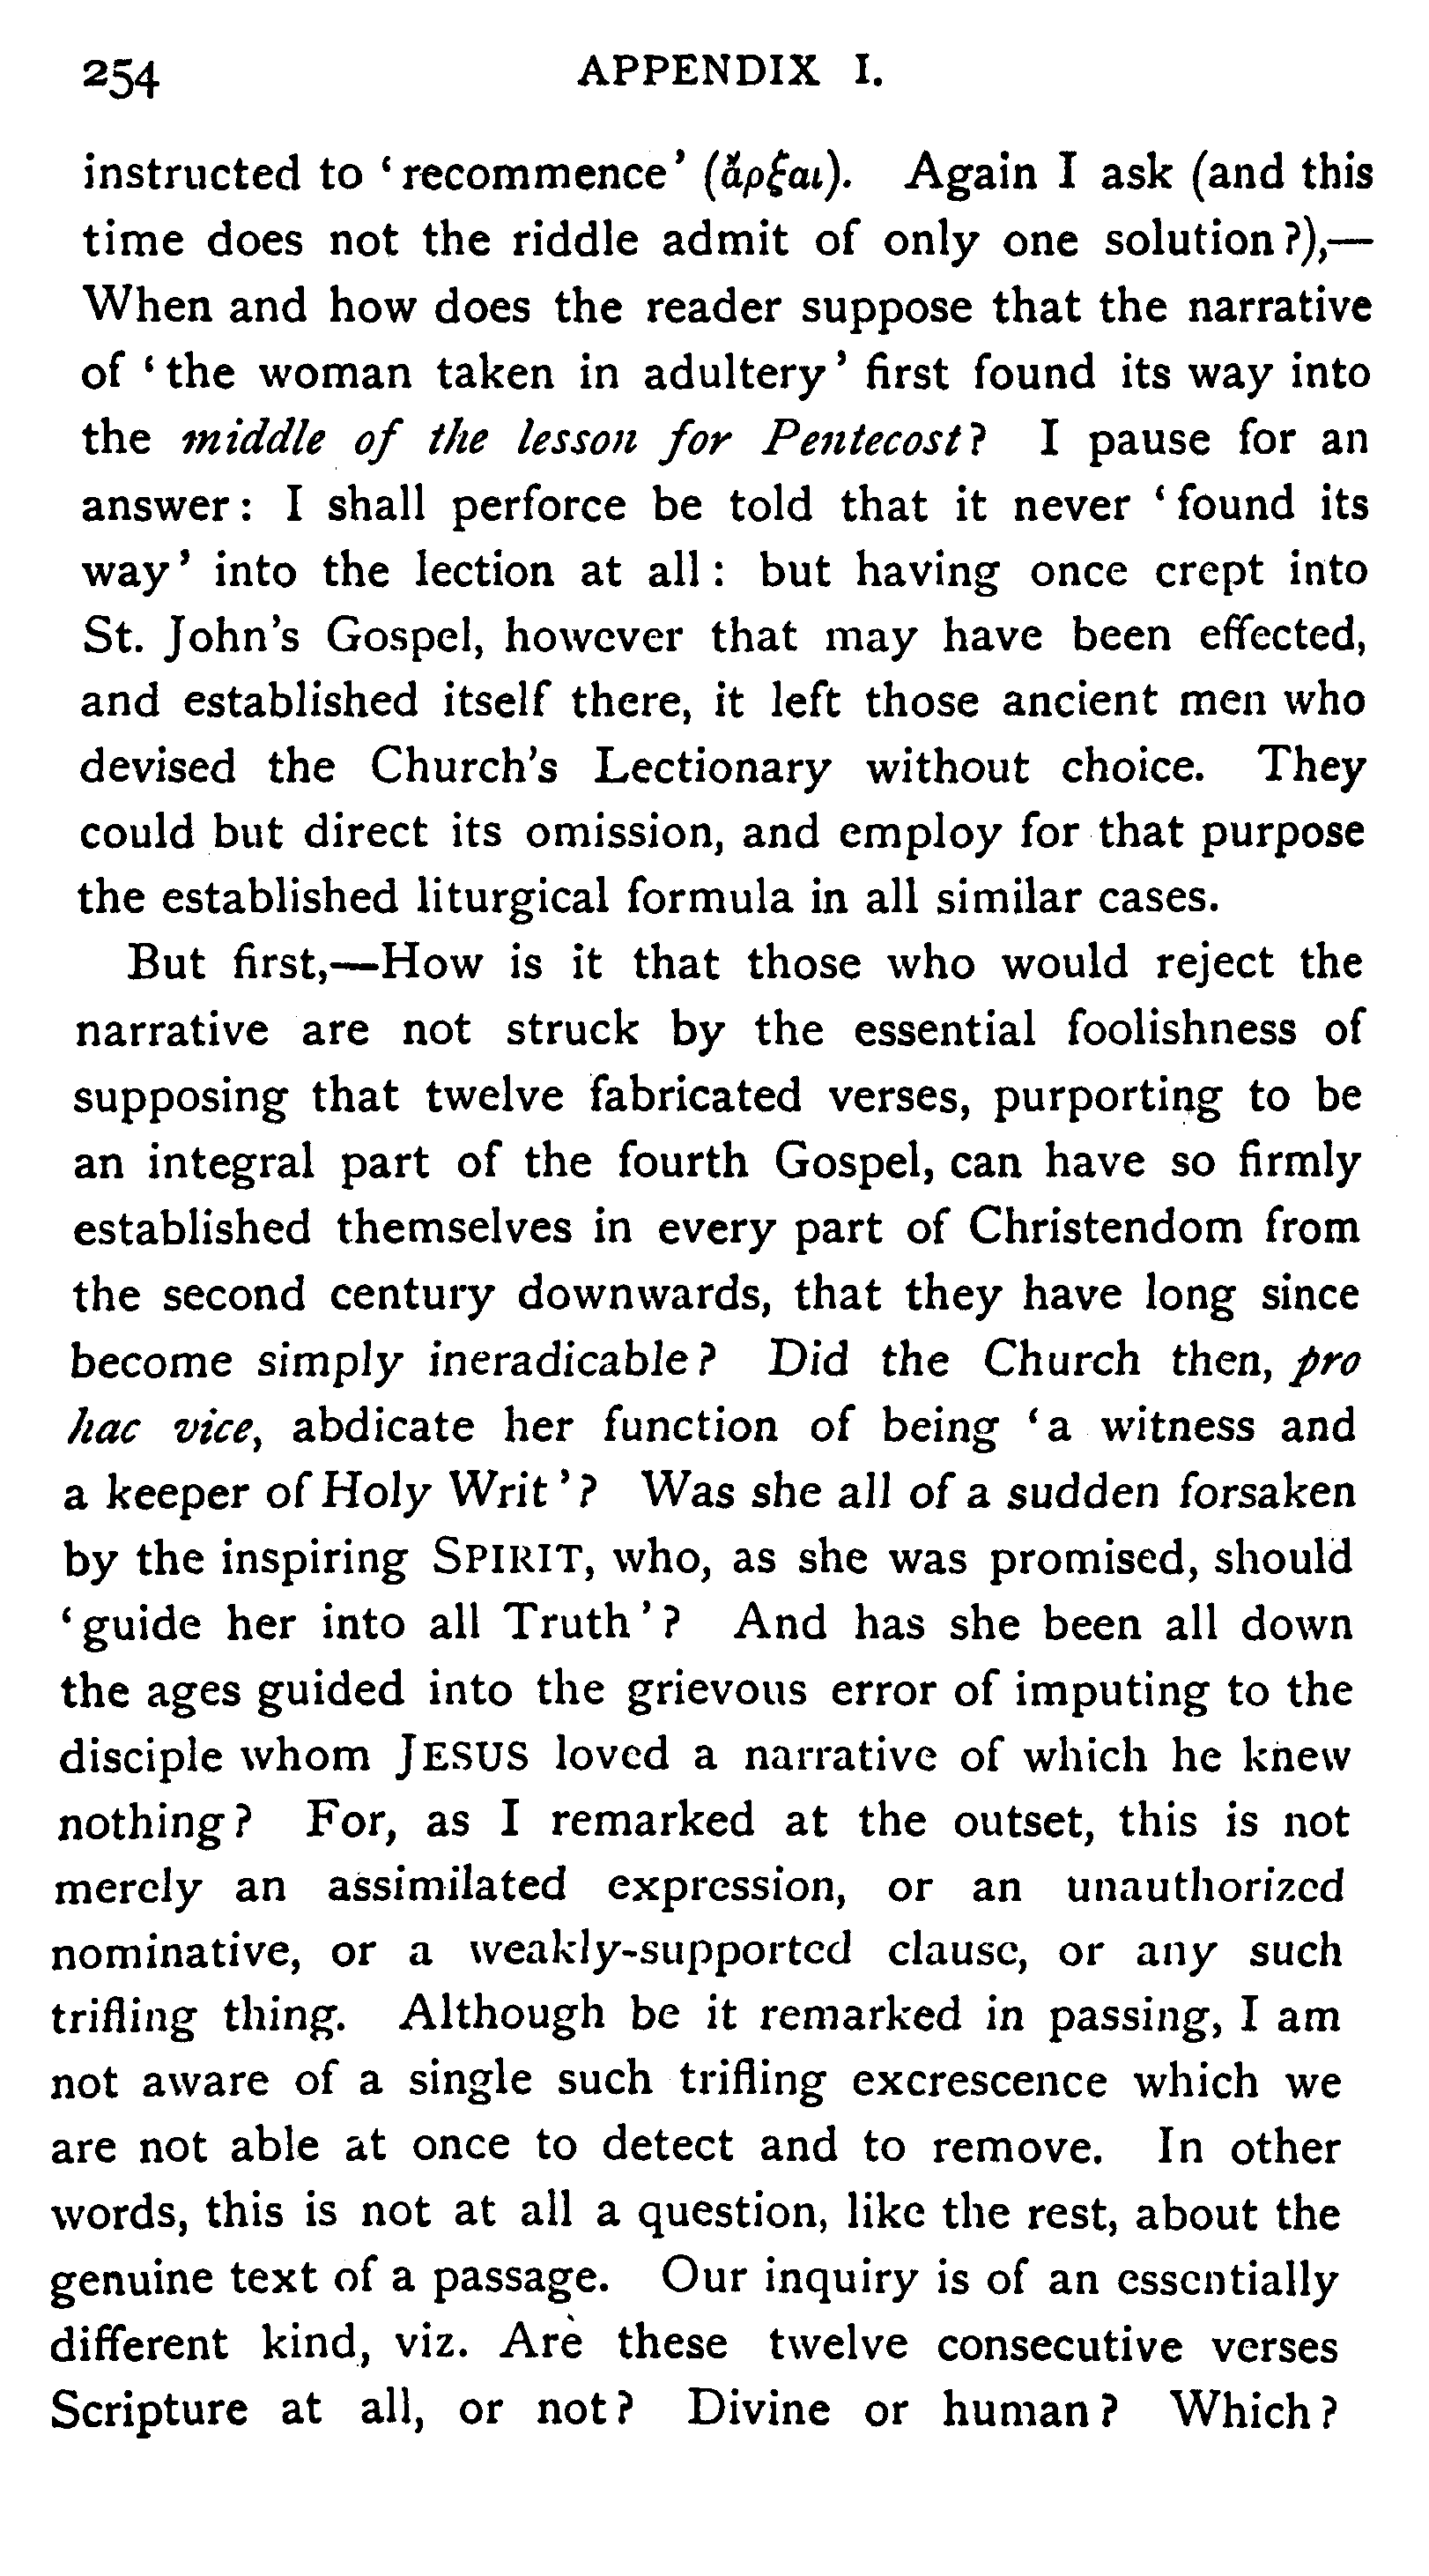 254 APPENDIX I.
instructed to ‘recommence’ (ἄρξαι). Again I ask (and this
time does not the riddle admit of only one solution?),—
When and how does the reader suppose that the narrative
of ‘the woman taken in adultery’ first found its way into
the middle of the lesson for Pentecost? I pause for an
answer: I shall perforce be told that it never ‘found its
way’ into the lection at all: but having once crept into
St. John's Gospel, however that may have been effected,
and established itself there, it left those ancient men who
devised the Church's Lectionary without choice. They
could but direct its omission, and employ for that purpose
the established liturgical formula in all similar cases.
But first,—How is it that those who would reject the
narrative are not struck by the essential foolishness of
supposing that twelve fabricated verses, purporting to be
an integral part of the fourth Gospel, can have so firmly
established themselves in every part of Christendom from
the second century downwards, that they have long since
become simply ineradicable? Did the Church then, pro
hac vice, abdicate her function of being ‘a witness and
a keeper of Holy Writ’? Was she all of a sudden forsaken
by the inspiring SPIRIT, who, as she was promised, should
‘guide her into all Truth’? And has she been all down
the ages guided into the grievous error of imputing to the
disciple whom JESUS loved a narrative of which he knew
nothing? For, as I remarked at the outset, this is not
merely an assimilated expression, or an unauthorized
nominative, or a weakly-supported clause, or any such
trifling thing. Although be it remarked in passing, I am
not aware of a single such trifling excrescence which we
are not able at once to detect and to remove. In other
words, this is not at all a question, like the rest, about the
genuine text of a passage. Our inquiry is of an essentially
different kind, viz. Are these twelve consecutive verses
Scripture at all, or not? Divine or human? Which?